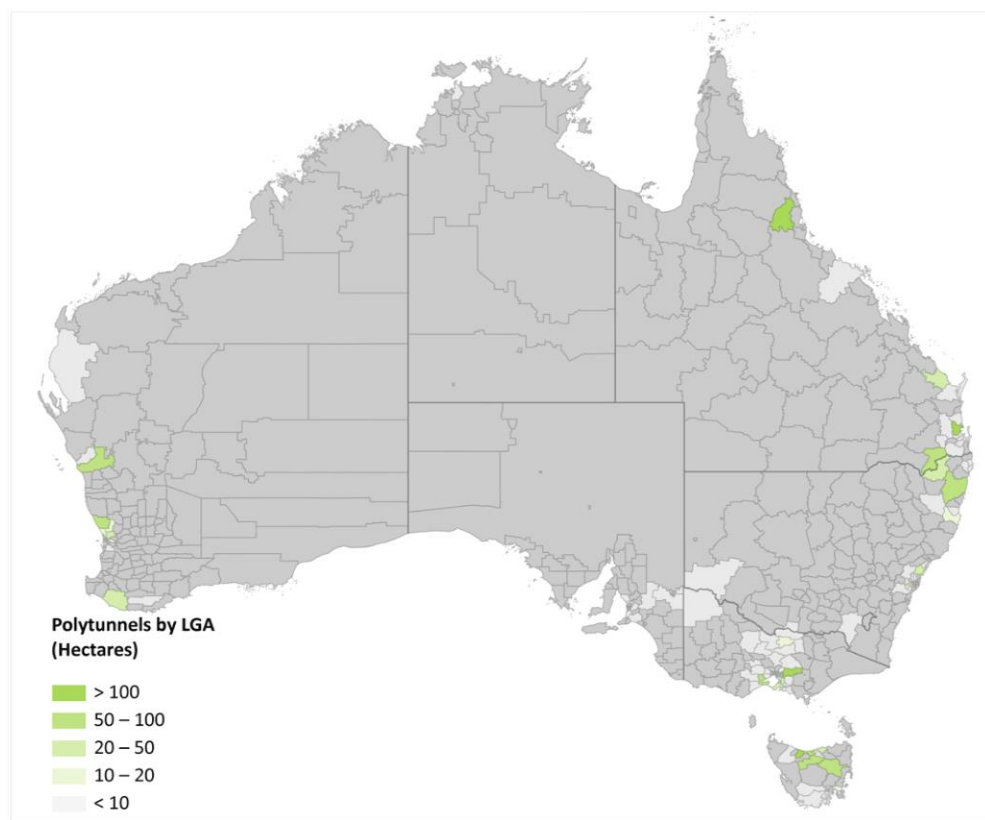 Polytunnels by LGA
(Hectares)
> 100
50 – 100
20 – 50
10 – 20
< 10